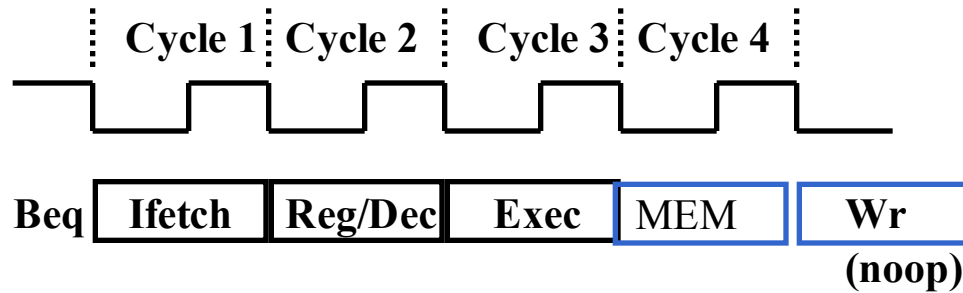 Cycle 1 Cycle 2 Cycle 3 Cycle 4
Beq Ifetch Reg/Dec Exec MEM Wr
(noop)